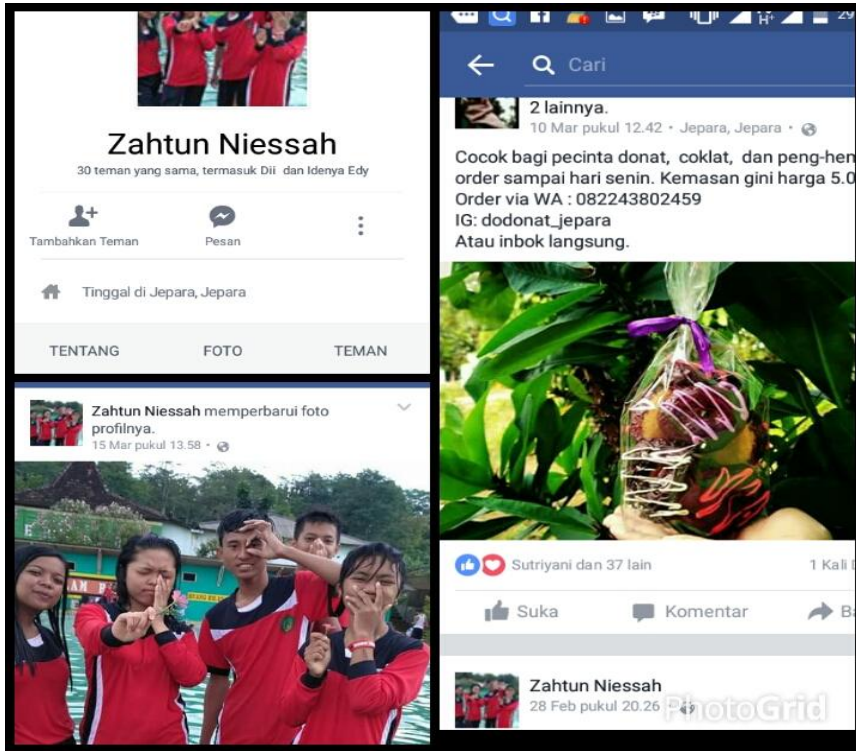 Zahtun Niessah
30 teman yang sama, termasuk Dii dan Idenya Edy
Tambahkan Teman
Pesan
Tinggal di Jepara, Jepara
TENTANG FOTO TEMAN
Zahtun Niessah memperbarui foto
profilnya.
15 Mar pukul 13.58
H+
29
Cari
2 lainnya.
10 Mar pukul 12.42 • Jepara, Jepara •
Cocok bagi pecinta donat, coklat, dan peng-hem
order sampai hari senin. Kemasan gini harga 5.0
Order via WA : 082243802459
IG: dodonat_jepara
Atau inbok langsung.
Sutriyani dan 37 lain
1 Kali
Suka Komentar
Zahtun Niessah
28 Feb pukul 20.26
PhotoGrid